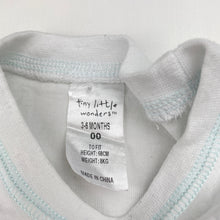 tiny little
wonders™
3-6 MONTHS
00
TO FIT
HEIGHT: 68CM
WEIGHT: 8KG
MADE IN CHINA